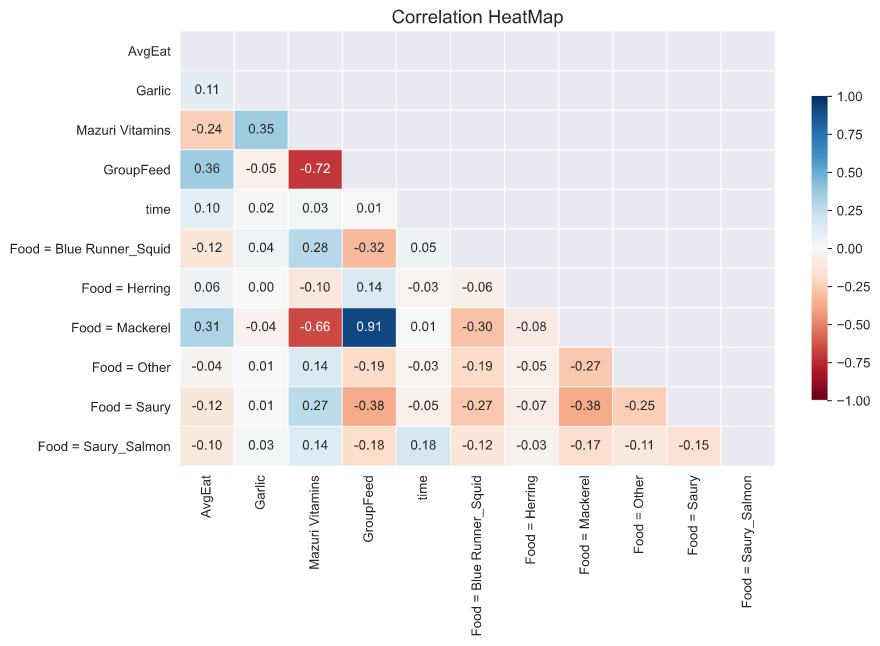 Correlation HeatMap
AvgEat
Garlic 0.11
Mazuri Vitamins -0.24 0.35
GroupFeed 0.36 -0.05 -0.72
time 0.10 0.02 0.03 0.01
Food = Blue Runner_Squid -0.12 0.04 0.28 -0.32 0.05
Food = Herring 0.06 0.00 -0.10 0.14 -0.03 -0.06
Food = Mackerel 0.31 -0.04 -0.66 0.91 0.01 -0.30 -0.08
Food = Other -0.04 0.01 0.14 -0.19 -0.03 -0.19 -0.05 -0.27
Food = Saury -0.12 0.01 0.27 -0.38 -0.05 -0.27 -0.07 -0.38 -0.25
Food = Saury_Salmon -0.10 0.03 0.14 -0.18 0.18 -0.12 -0.03 -0.17 -0.11 -0.15
AvgEat
Garlic
Mazuri Vitamins
GroupFeed
time
Food = Blue Runner_Squid
Food = Herring
Food = Mackerel
Food = Other
Food = Saury
Food = Saury_Salmon
1.00
0.75
0.50
0.25
0.00
−0.25
−0.50
−0.75
−1.00